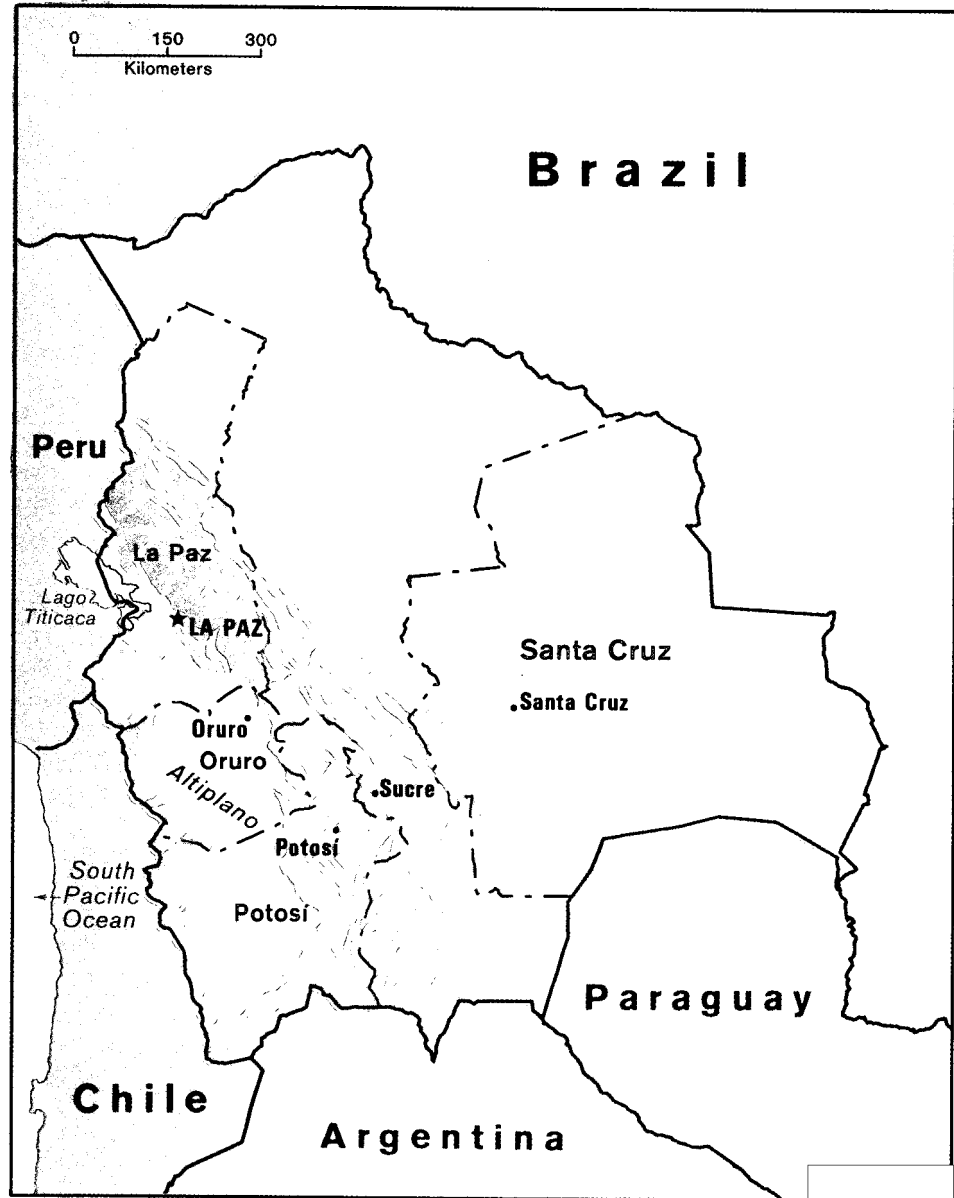 0 150 300
Kilometers
Brazil
Peru
La Paz
Lago
Titicaca
LA PAZ
Santa Cruz
Santa Cruz
Oruro
Oruro
Altiplano
Sucre
Potosí
South
Pacific
Ocean
Potosí
Paraguay
Chile
Argentina